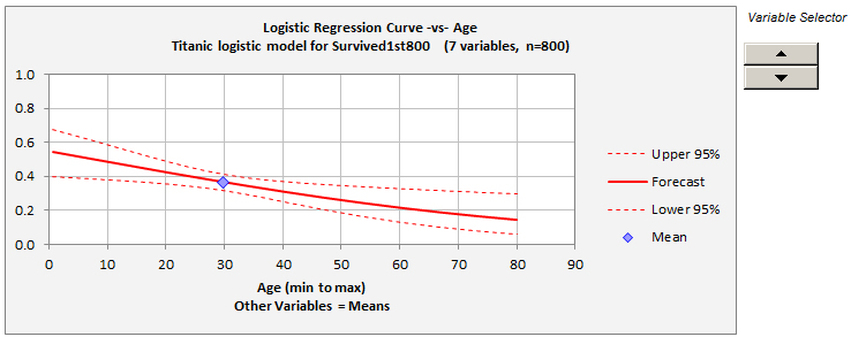 Logistic Regression Curve -vs- Age
Titanic logistic model for Survived1st800 (7 variables, n=800)
Variable Selector
1.0
0.8
0.6
0.4
0.2
0.0
0 10 20 30 40 50 60 70 80 90
Age (min to max)
Other Variables = Means
Upper 95%
Forecast
Lower 95%
Mean